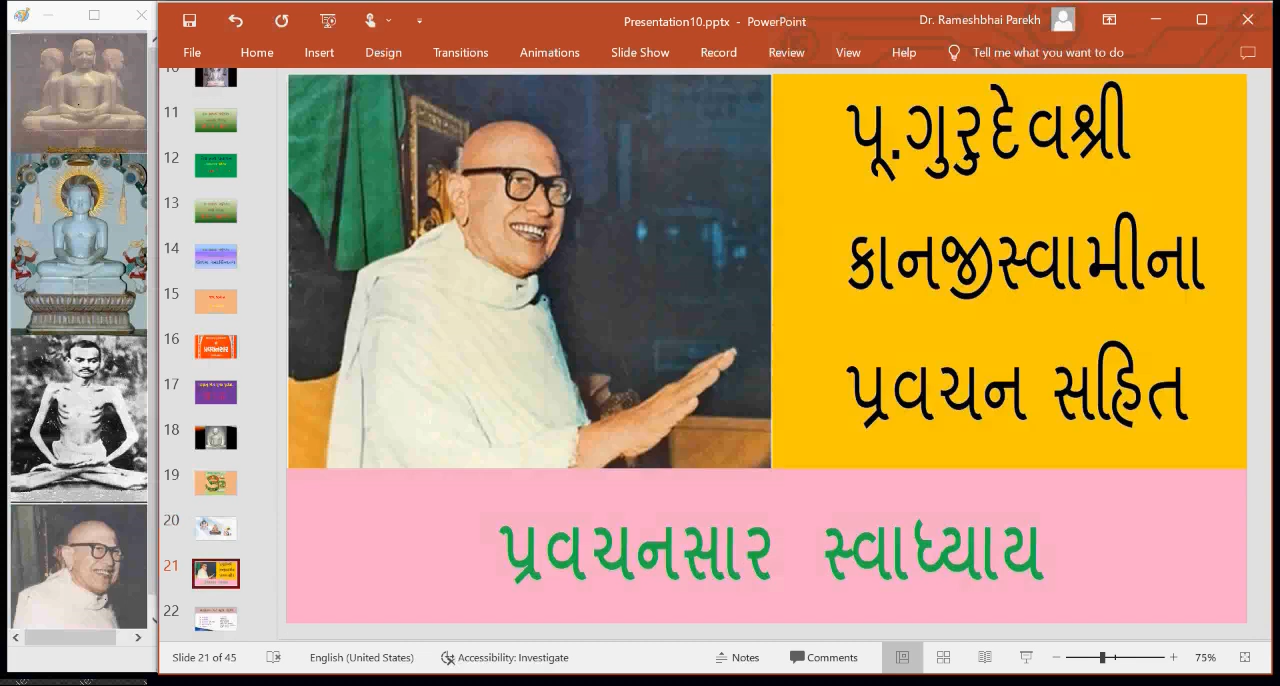 Presentation10.pptx - PowerPoint
Dr. Rameshbhai Parekh
File Home Insert Design Transitions Animations Slide Show Record Review View Help Tell me what you want to do
પૂ.ગુરુદેવશ્રી
કાનજીસ્વામીના
પ્રવચન સહિત
પ્રવચનસાર સ્વાધ્યાય
10
11
12
13
14
15
16
17
18
19
20
21
22
Slide 21 of 45 English (United States) Accessibility: Investigate Notes Comments 75%